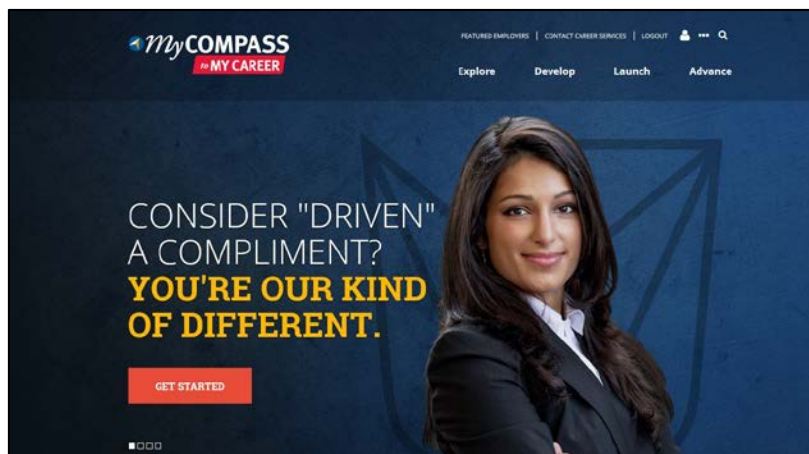 MyCOMPASS
to MY CAREER
FEATURED EMPLOYERS | CONTACT CAREER SERVICES | LOGOUT
Explore Develop Launch Advance
CONSIDER "DRIVEN"
A COMPLIMENT?
YOU'RE OUR KIND
OF DIFFERENT.
GET STARTED